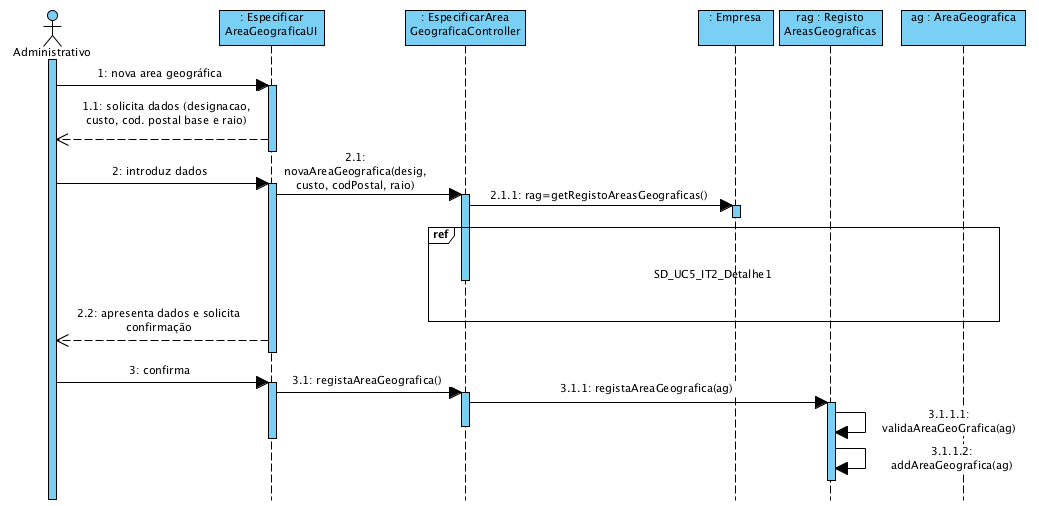 : Especificar
AreaGeograficaUI
: EspecificarArea
GeograficaController
: Empresa
rag : Registo
AreasGeograficas
ag : AreaGeografica
Administrativo
1: nova area geográfica
1.1: solicita dados (designacao,
custo, cod. postal base e raio)
2: introduz dados
2.1:
novaAreaGeografica(desig,
custo, codPostal, raio)
2.1.1: rag=getRegistoAreasGeograficas()
ref
SD_UC5_IT2_Detalhe1
2.2: apresenta dados e solicita
confirmação
3: confirma
3.1: registaAreaGeografica()
3.1.1: registaAreaGeografica(ag)
3.1.1.1:
validaAreaGeoGrafica(ag)
3.1.1.2:
addAreaGeografica(ag)